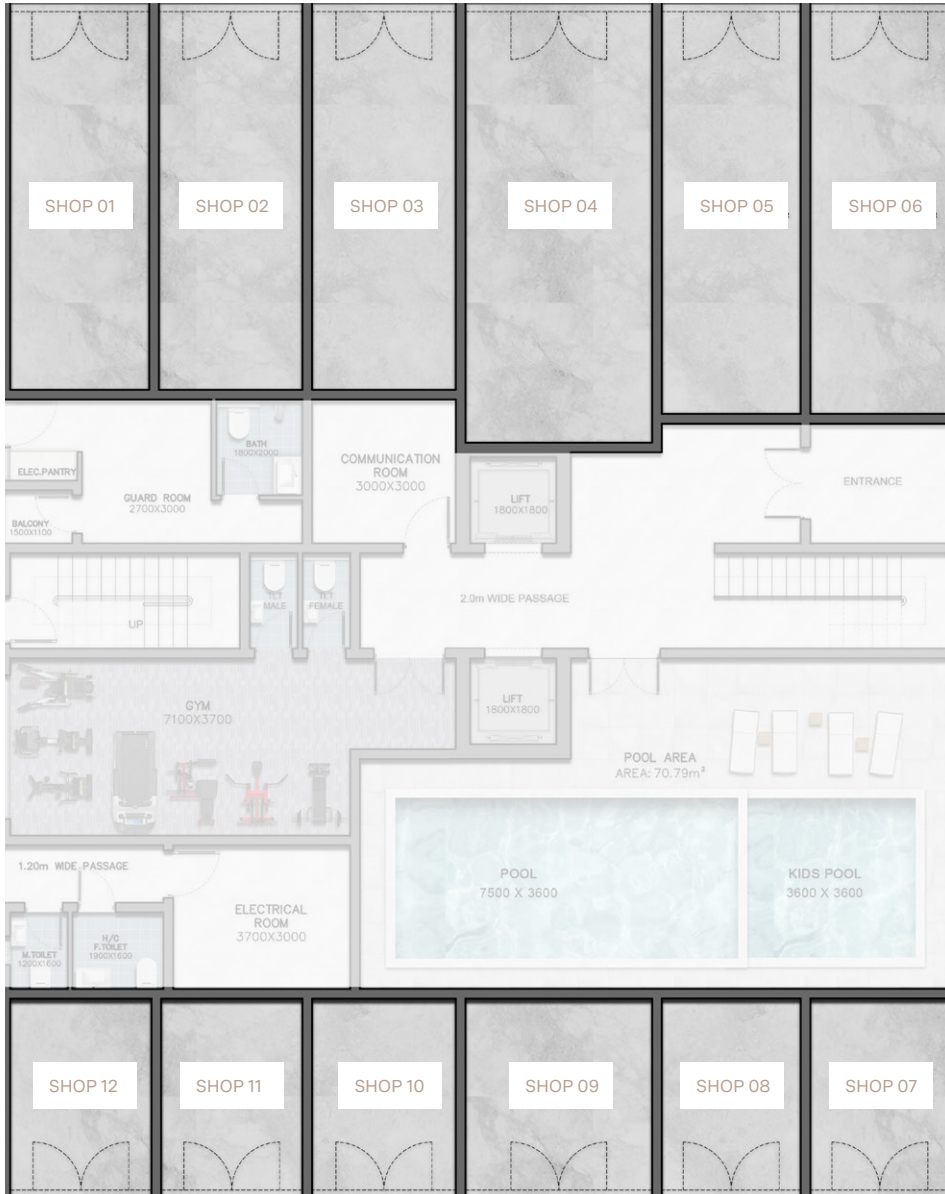 SHOP 01
SHOP 02
SHOP 03
SHOP 04
SHOP 05
SHOP 06
BATH
1800X2000
ELEC.PANTRY
GUARD ROOM
2700X3000
BALCONY
1500X1100
COMMUNICATION
ROOM
3000X3000
LIFT
1800X1800
ENTRANCE
UP
TLT
MALE
TLT
FEMALE
2.0m WIDE PASSAGE
GYM
7100X3700
LIFT
1800X1800
POOL AREA
AREA: 70.79m²
POOL
7500 X 3600
KIDS POOL
3600 X 3600
1.20m WIDE PASSAGE
ELECTRICAL
ROOM
3700X3000
M.TOILET
1200X1600
H/C
F.TOILET
1900X1600
SHOP 12
SHOP 11
SHOP 10
SHOP 09
SHOP 08
SHOP 07